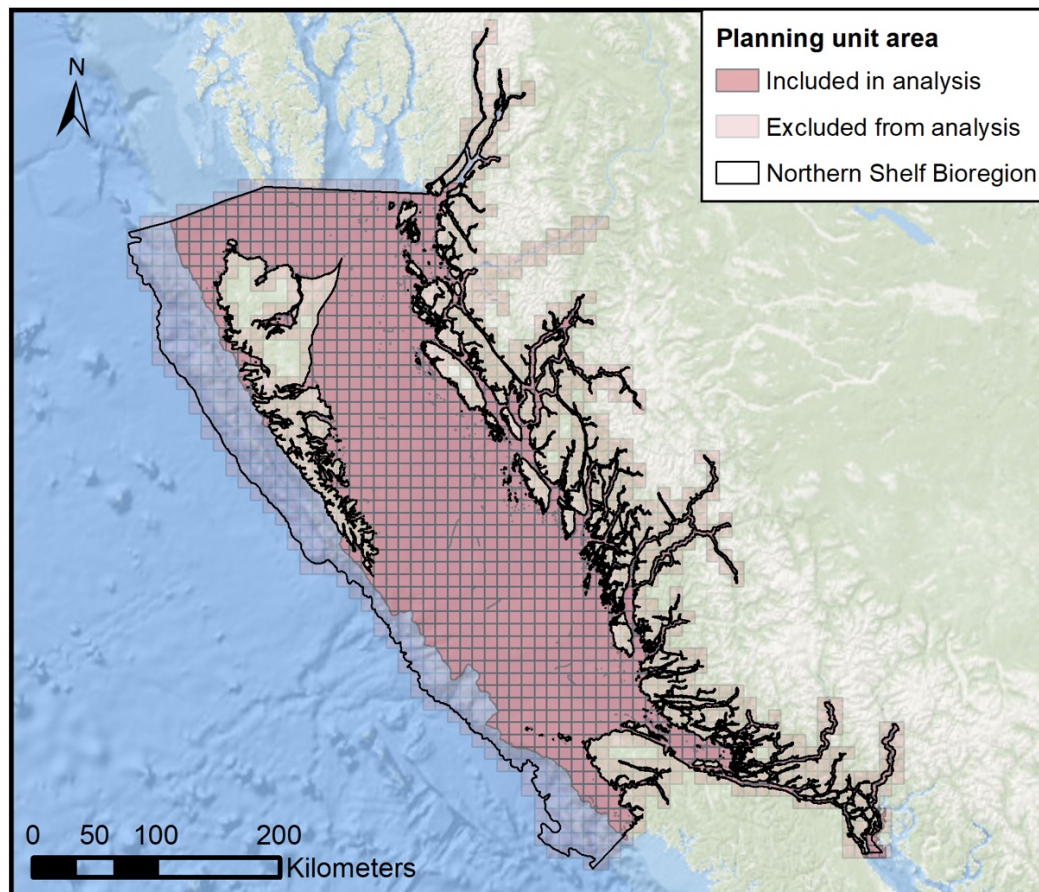 N
Planning unit area
Included in analysis
Excluded from analysis
Northern Shelf Bioregion
0 50 100 200
Kilometers